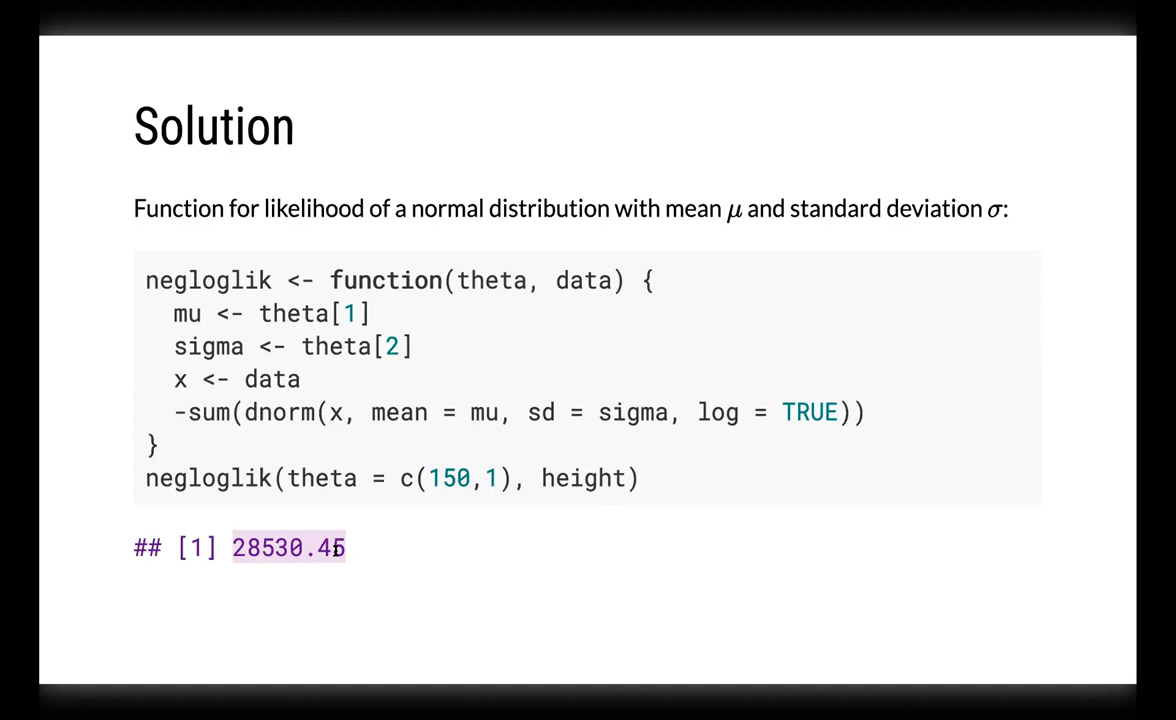 Solution
Function for likelihood of a normal distribution with mean μ and standard deviation σ:
negloglik <- function(theta, data) {
  mu <- theta[1]
  sigma <- theta[2]
  x <- data
  -sum(dnorm(x, mean = mu, sd = sigma, log = TRUE))
}
negloglik(theta = c(150,1), height)
## [1] 28530.45